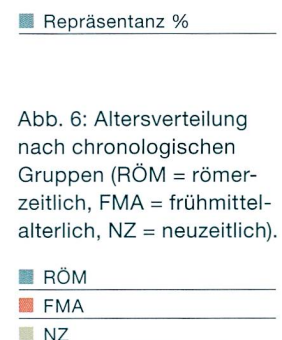 Repräsentanz %
Abb. 6: Altersverteilung
nach chronologischen
Gruppen (RÖM = römer-
zeitlich, FMA = frühmittel-
alterlich, NZ = neuzeitlich).
RÖM
FMA
NZ